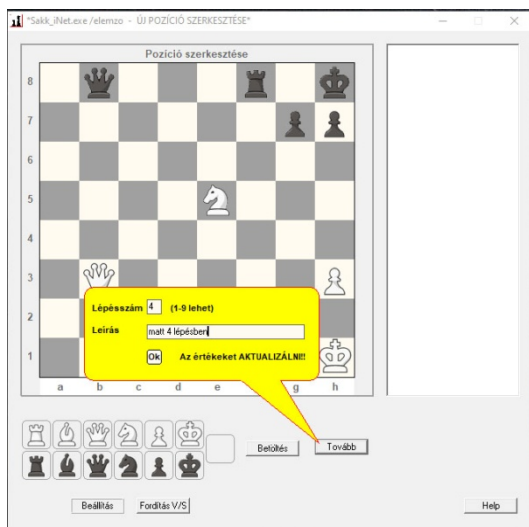 *Sakk_iNet.exe /elemzo - ÚJ POZÍCIÓ SZERKESZTÉSE*
Pozíció szerkesztése
8
7
6
5
4
3
2
1
Lépésszám 4 (1-9 lehet)
Leírás matt 4 lépésben
Ok Az értékeket AKTUALIZÁLNI!!
a b c d e g h
Betöltés Tovább
Beállítás Fordítás V/S Help